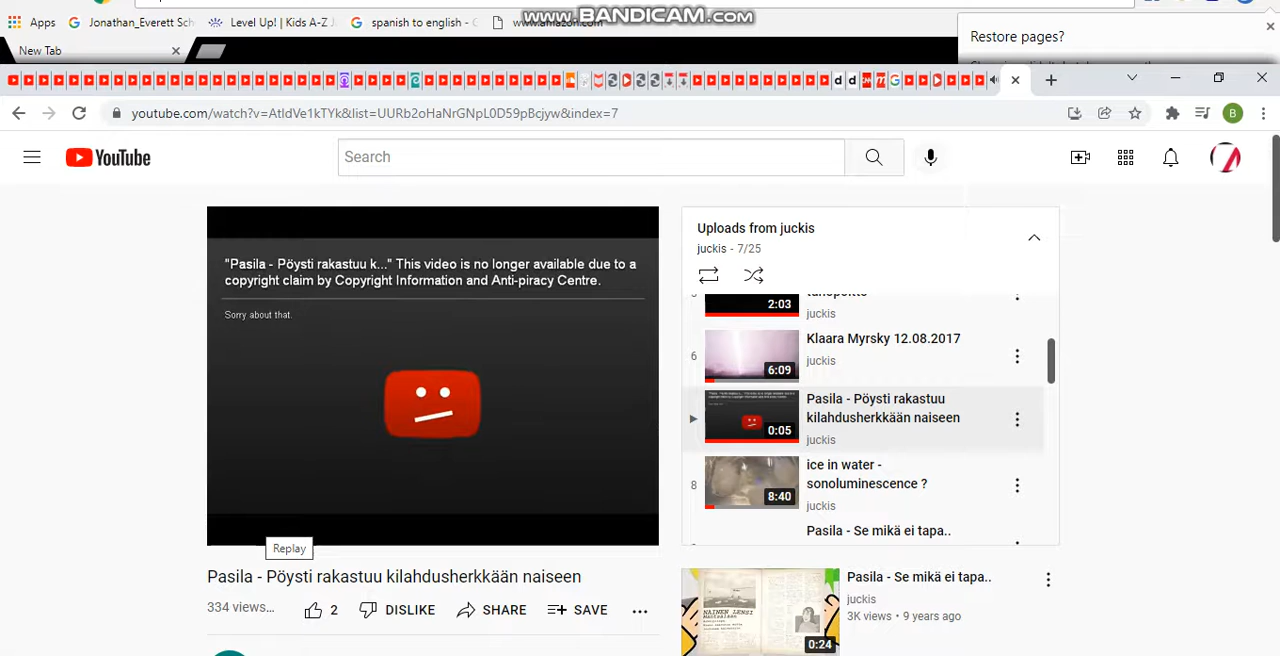 Apps
Jonathan_Everett Sch
Level Up! | Kids A-Z
spanish to english - G
www.amazon.com
www.BANDICAM.com
Restore pages?
New Tab
youtube.com/watch?v=AtIdVe1kTYk&list=UURb2oHaNrGNpL0D59pBcjyw&index=7
B
YouTube
Search
"Pasila - Pöysti rakastuu k..." This video is no longer available due to a
copyright claim by Copyright Information and Anti-piracy Centre.
Sorry about that.
Replay
Pasila - Pöysti rakastuu kilahdusherkkään naiseen
334 views...
2
DISLIKE
SHARE
SAVE
Uploads from juckis
juckis - 7/25
2:03
juckis
6
6:09
Klaara Myrsky 12.08.2017
juckis
0:05
Pasila - Pöysti rakastuu
kilahdusherkkään naiseen
juckis
8
8:40
ice in water -
sonoluminescence ?
juckis
Pasila - Se mikä ei tapa..
0:24
Pasila - Se mikä ei tapa..
juckis
3K views • 9 years ago